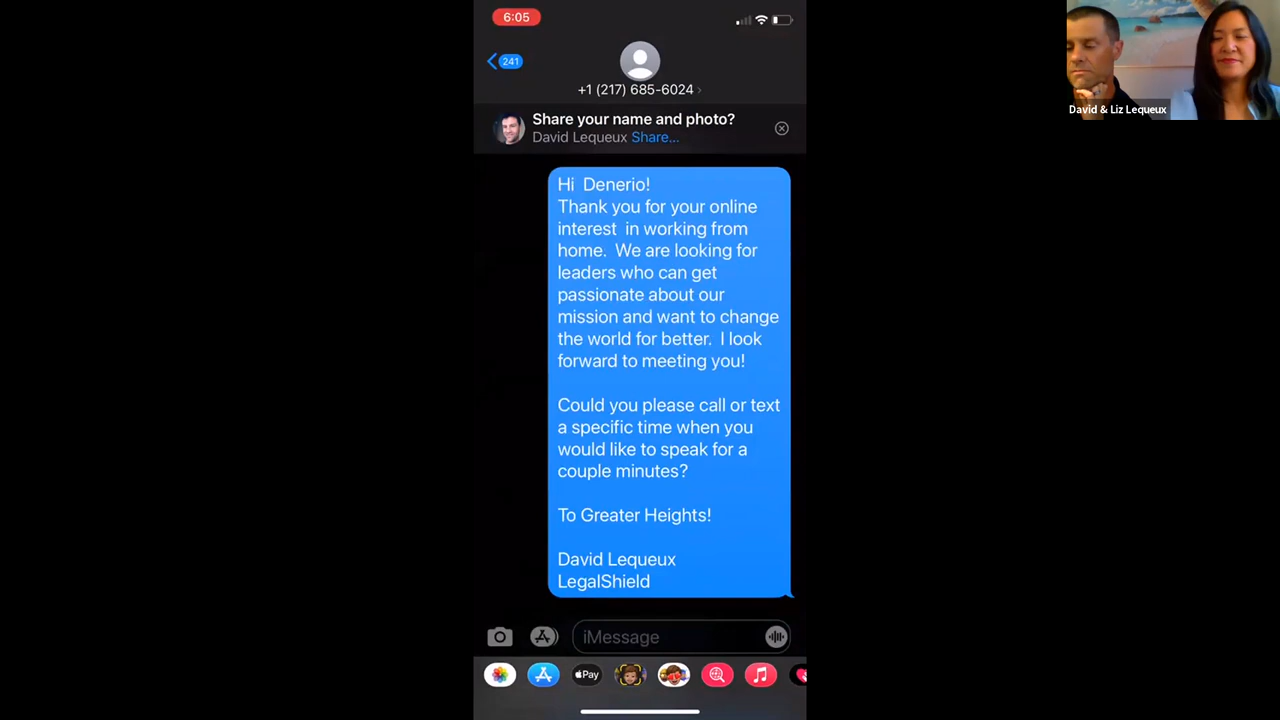 6:05
241
+1 (217) 685-6024
Share your name and photo?
David Lequeux Share...
Hi Denerio!
Thank you for your online
interest in working from
home. We are looking for
leaders who can get
passionate about our
mission and want to change
the world for better. I look
forward to meeting you!
Could you please call or text
a specific time when you
would like to speak for a
couple minutes?
To Greater Heights!
David Lequeux
LegalShield
iMessage
Pay
David & Liz Lequeux